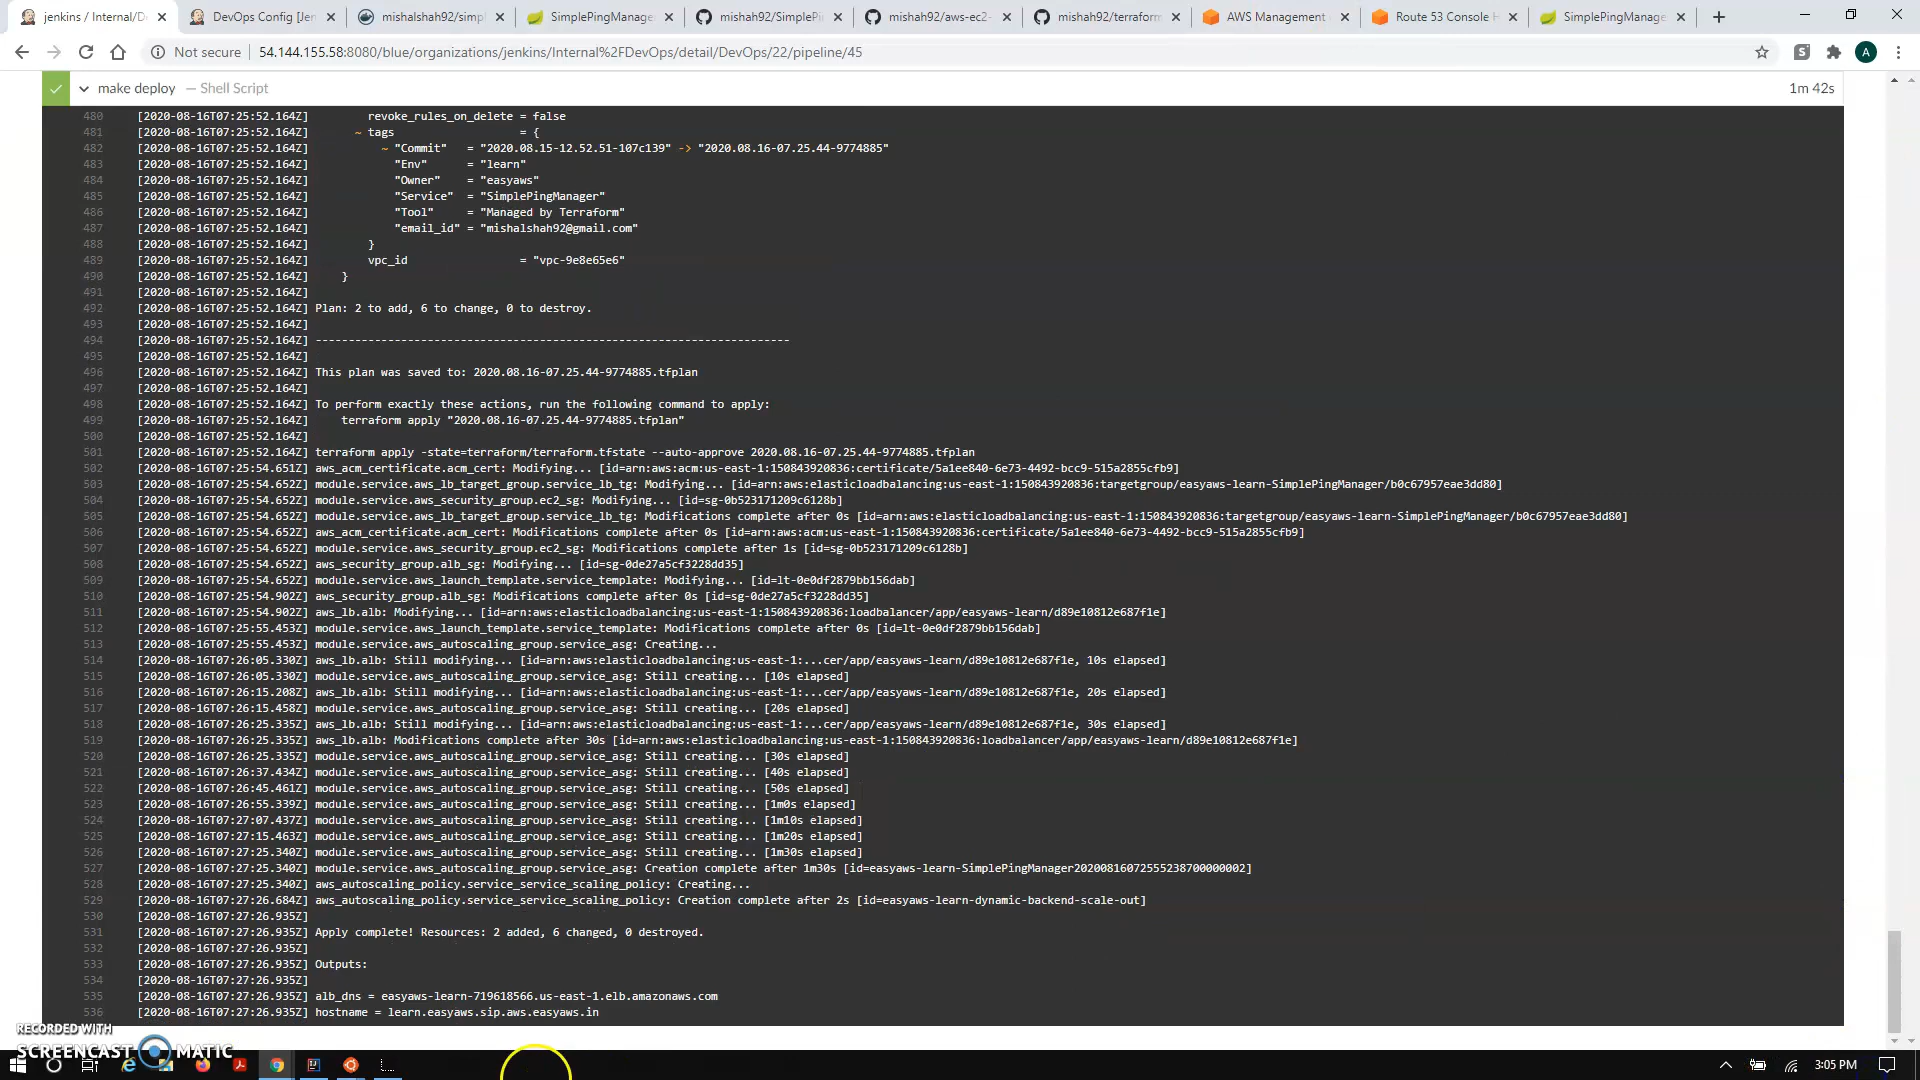 jenkins / Internal/De
DevOps Config [Jen
mishalshah92/simpl
SimplePingManage
mishah92/SimplePi
mishah92/aws-ec2-
mishah92/terraform
AWS Management
Route 53 Console H
SimplePingManage
Not secure 54.144.155.58:8080/blue/organizations/jenkins/Internal%2FDevOps/detail/DevOps/22/pipeline/45
A
make deploy — Shell Script 1m 42s
480 [2020-08-16T07:25:52.164Z] revoke_rules_on_delete = false
481 [2020-08-16T07:25:52.164Z] ~ tags = {
482 [2020-08-16T07:25:52.164Z] ~ "Commit" = "2020.08.15-12.52.51-107c139" -> "2020.08.16-07.25.44-9774885"
483 [2020-08-16T07:25:52.164Z] "Env" = "learn"
484 [2020-08-16T07:25:52.164Z] "Owner" = "easyaws"
485 [2020-08-16T07:25:52.164Z] "Service" = "SimplePingManager"
486 [2020-08-16T07:25:52.164Z] "Tool" = "Managed by Terraform"
487 [2020-08-16T07:25:52.164Z] "email_id" = "mishalshah92@gmail.com"
488 [2020-08-16T07:25:52.164Z] }
489 [2020-08-16T07:25:52.164Z] vpc_id = "vpc-9e8e65e6"
490 [2020-08-16T07:25:52.164Z] }
491 [2020-08-16T07:25:52.164Z]
492 [2020-08-16T07:25:52.164Z] Plan: 2 to add, 6 to change, 0 to destroy.
493 [2020-08-16T07:25:52.164Z]
494 [2020-08-16T07:25:52.164Z] ------------------------------------------------------------------------
495 [2020-08-16T07:25:52.164Z]
496 [2020-08-16T07:25:52.164Z] This plan was saved to: 2020.08.16-07.25.44-9774885.tfplan
497 [2020-08-16T07:25:52.164Z]
498 [2020-08-16T07:25:52.164Z] To perform exactly these actions, run the following command to apply:
499 [2020-08-16T07:25:52.164Z] terraform apply "2020.08.16-07.25.44-9774885.tfplan"
500 [2020-08-16T07:25:52.164Z]
501 [2020-08-16T07:25:52.164Z] terraform apply -state=terraform/terraform.tfstate --auto-approve 2020.08.16-07.25.44-9774885.tfplan
502 [2020-08-16T07:25:54.651Z] aws_acm_certificate.acm_cert: Modifying... [id=arn:aws:acm:us-east-1:150843920836:certificate/5a1ee840-6e73-4492-bcc9-515a2855cfb9]
503 [2020-08-16T07:25:54.652Z] module.service.aws_lb_target_group.service_lb_tg: Modifying... [id=arn:aws:elasticloadbalancing:us-east-1:150843920836:targetgroup/easyaws-learn-SimplePingManager/b0c67957eae3dd80]
504 [2020-08-16T07:25:54.652Z] module.service.aws_security_group.ec2_sg: Modifying... [id=sg-0b523171209c6128b]
505 [2020-08-16T07:25:54.652Z] module.service.aws_lb_target_group.service_lb_tg: Modifications complete after 0s [id=arn:aws:elasticloadbalancing:us-east-1:150843920836:targetgroup/easyaws-learn-SimplePingManager/b0c67957eae3dd80]
506 [2020-08-16T07:25:54.652Z] aws_acm_certificate.acm_cert: Modifications complete after 0s [id=arn:aws:acm:us-east-1:150843920836:certificate/5a1ee840-6e73-4492-bcc9-515a2855cfb9]
507 [2020-08-16T07:25:54.652Z] module.service.aws_security_group.ec2_sg: Modifications complete after 1s [id=sg-0b523171209c6128b]
508 [2020-08-16T07:25:54.652Z] aws_security_group.alb_sg: Modifying... [id=sg-0de27a5cf3228dd35]
509 [2020-08-16T07:25:54.652Z] module.service.aws_launch_template.service_template: Modifying... [id=lt-0e0df2879bb156dab]
510 [2020-08-16T07:25:54.902Z] aws_security_group.alb_sg: Modifications complete after 0s [id=sg-0de27a5cf3228dd35]
511 [2020-08-16T07:25:54.902Z] aws_lb.alb: Modifying... [id=arn:aws:elasticloadbalancing:us-east-1:150843920836:loadbalancer/app/easyaws-learn/d89e10812e687f1e]
512 [2020-08-16T07:25:55.453Z] module.service.aws_launch_template.service_template: Modifications complete after 0s [id=lt-0e0df2879bb156dab]
513 [2020-08-16T07:25:55.453Z] module.service.aws_autoscaling_group.service_asg: Creating...
514 [2020-08-16T07:26:05.330Z] aws_lb.alb: Still modifying... [id=arn:aws:elasticloadbalancing:us-east-1:...cer/app/easyaws-learn/d89e10812e687f1e, 10s elapsed]
515 [2020-08-16T07:26:05.330Z] module.service.aws_autoscaling_group.service_asg: Still creating... [10s elapsed]
516 [2020-08-16T07:26:15.208Z] aws_lb.alb: Still modifying... [id=arn:aws:elasticloadbalancing:us-east-1:...cer/app/easyaws-learn/d89e10812e687f1e, 20s elapsed]
517 [2020-08-16T07:26:15.458Z] module.service.aws_autoscaling_group.service_asg: Still creating... [20s elapsed]
518 [2020-08-16T07:26:25.335Z] aws_lb.alb: Still modifying... [id=arn:aws:elasticloadbalancing:us-east-1:...cer/app/easyaws-learn/d89e10812e687f1e, 30s elapsed]
519 [2020-08-16T07:26:25.335Z] aws_lb.alb: Modifications complete after 30s [id=arn:aws:elasticloadbalancing:us-east-1:150843920836:loadbalancer/app/easyaws-learn/d89e10812e687f1e]
520 [2020-08-16T07:26:25.335Z] module.service.aws_autoscaling_group.service_asg: Still creating... [30s elapsed]
521 [2020-08-16T07:26:37.434Z] module.service.aws_autoscaling_group.service_asg: Still creating... [40s elapsed]
522 [2020-08-16T07:26:45.461Z] module.service.aws_autoscaling_group.service_asg: Still creating... [50s elapsed]
523 [2020-08-16T07:26:55.339Z] module.service.aws_autoscaling_group.service_asg: Still creating... [1m0s elapsed]
524 [2020-08-16T07:27:07.437Z] module.service.aws_autoscaling_group.service_asg: Still creating... [1m10s elapsed]
525 [2020-08-16T07:27:15.463Z] module.service.aws_autoscaling_group.service_asg: Still creating... [1m20s elapsed]
526 [2020-08-16T07:27:25.340Z] module.service.aws_autoscaling_group.service_asg: Still creating... [1m30s elapsed]
527 [2020-08-16T07:27:25.340Z] module.service.aws_autoscaling_group.service_asg: Creation complete after 1m30s [id=easyaws-learn-SimplePingManager20200816072555238700000002]
528 [2020-08-16T07:27:25.340Z] aws_autoscaling_policy.service_service_scaling_policy: Creating...
529 [2020-08-16T07:27:26.684Z] aws_autoscaling_policy.service_service_scaling_policy: Creation complete after 2s [id=easyaws-learn-dynamic-backend-scale-out]
530 [2020-08-16T07:27:26.935Z]
531 [2020-08-16T07:27:26.935Z] Apply complete! Resources: 2 added, 6 changed, 0 destroyed.
532 [2020-08-16T07:27:26.935Z]
533 [2020-08-16T07:27:26.935Z] Outputs:
534 [2020-08-16T07:27:26.935Z]
535 [2020-08-16T07:27:26.935Z] alb_dns = easyaws-learn-719618566.us-east-1.elb.amazonaws.com
536 [2020-08-16T07:27:26.935Z] hostname = learn.easyaws.sip.aws.easyaws.in
RECORDED WITH
SCREENCAST MATIC
3:05 PM